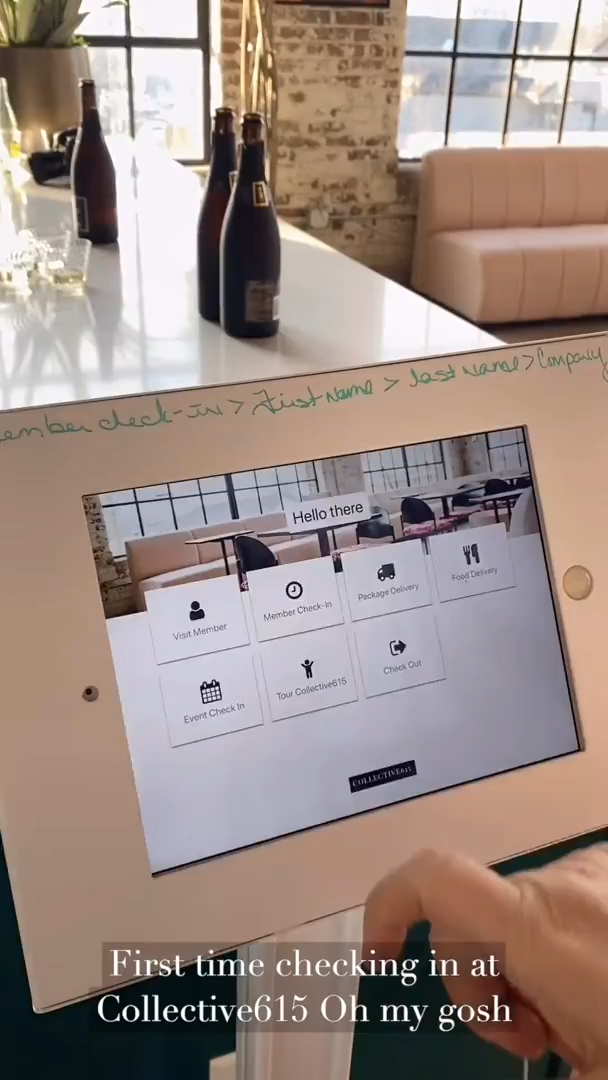 ember check-in > First Name > last name > Company
Hello there
Visit Member
Member Check-In
Package Delivery
Food Delivery
Event Check In
Tour Collective615
Check Out
COLLECTIVE615
First time checking in at
Collective615 Oh my gosh